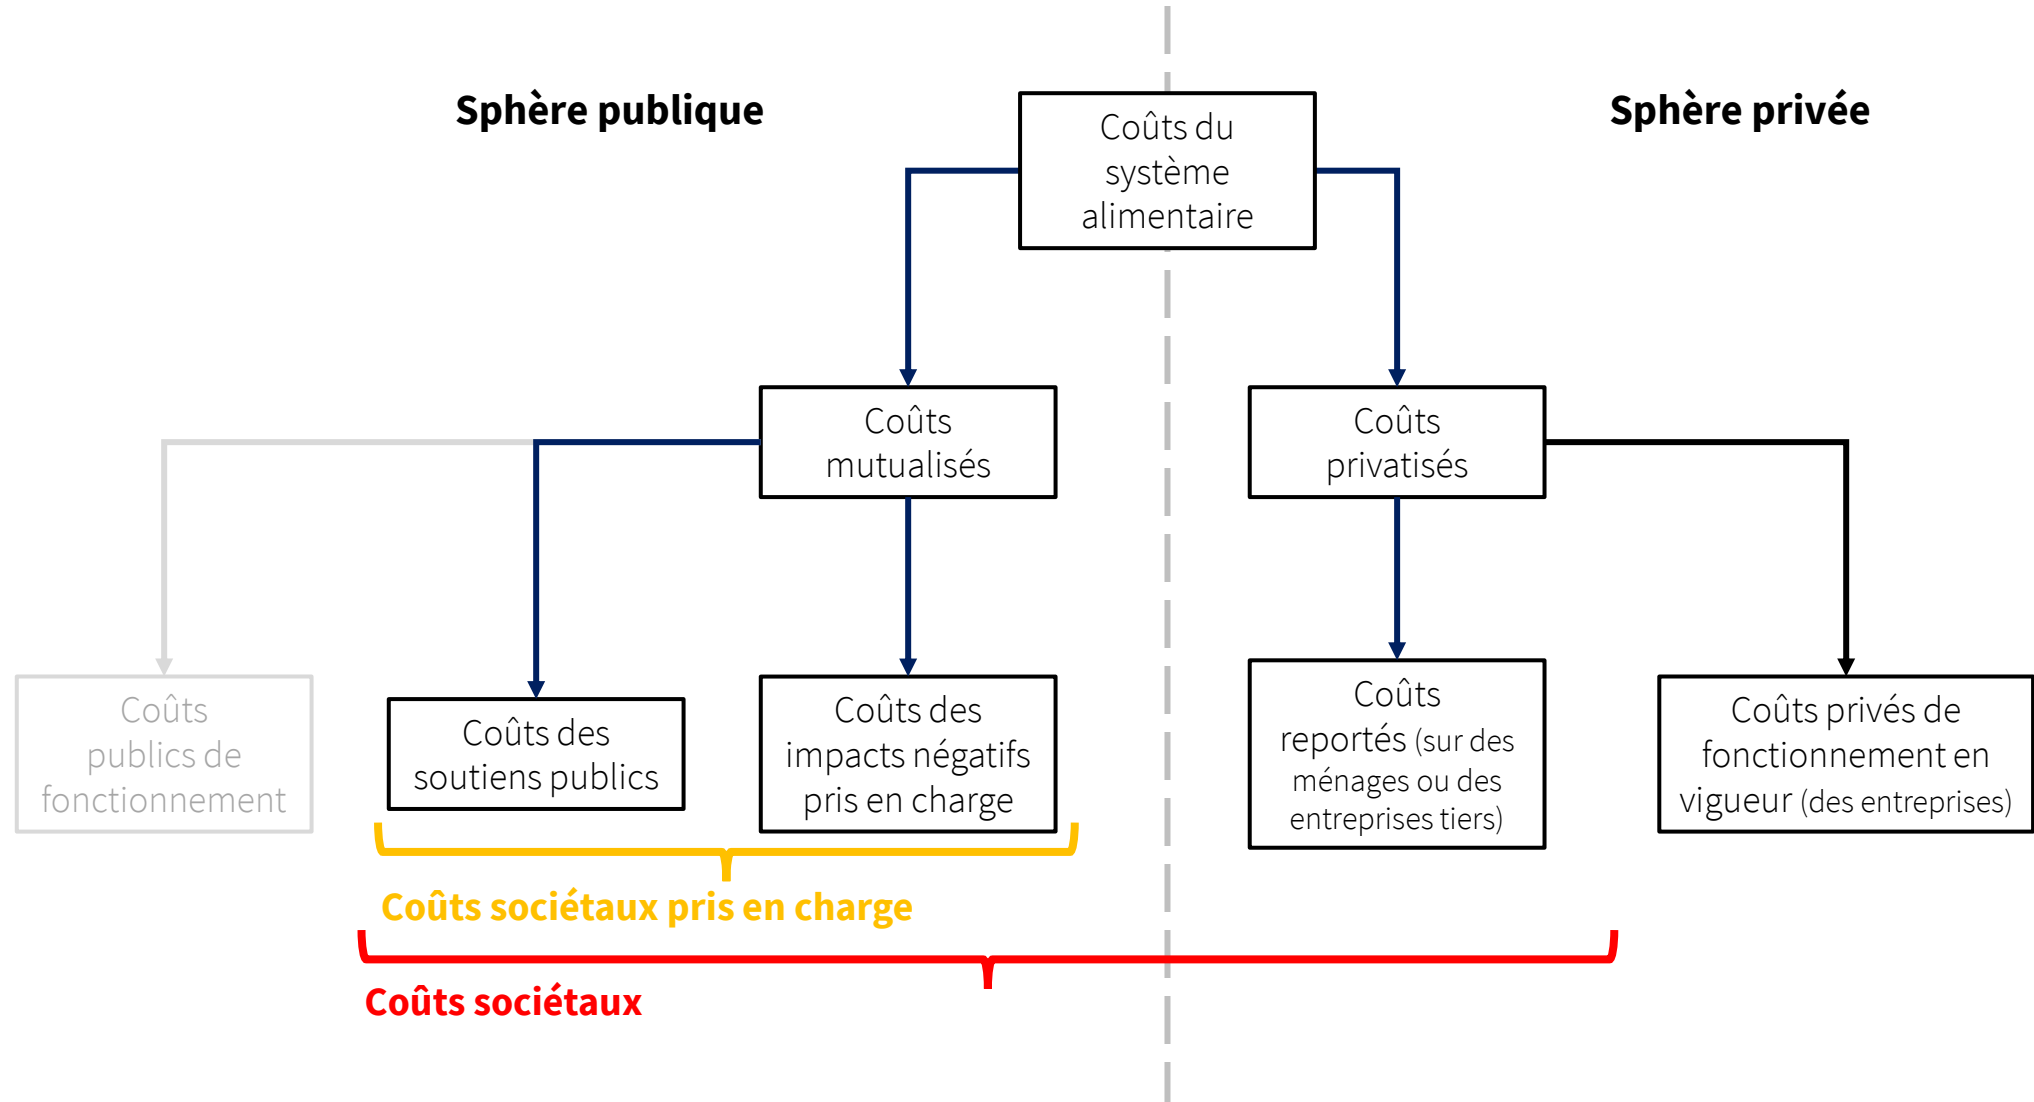 Sphère publique
Sphère privée
Coûts du
système
alimentaire
Coûts
mutualisés
Coûts
privatisés
Coûts
publics de
fonctionnement
Coûts des
soutiens publics
Coûts des
impacts négatifs
pris en charge
Coûts
reportés (sur des
ménages ou des
entreprises tiers)
Coûts privés de
fonctionnement en
vigueur (des entreprises)
Coûts sociétaux pris en charge
Coûts sociétaux